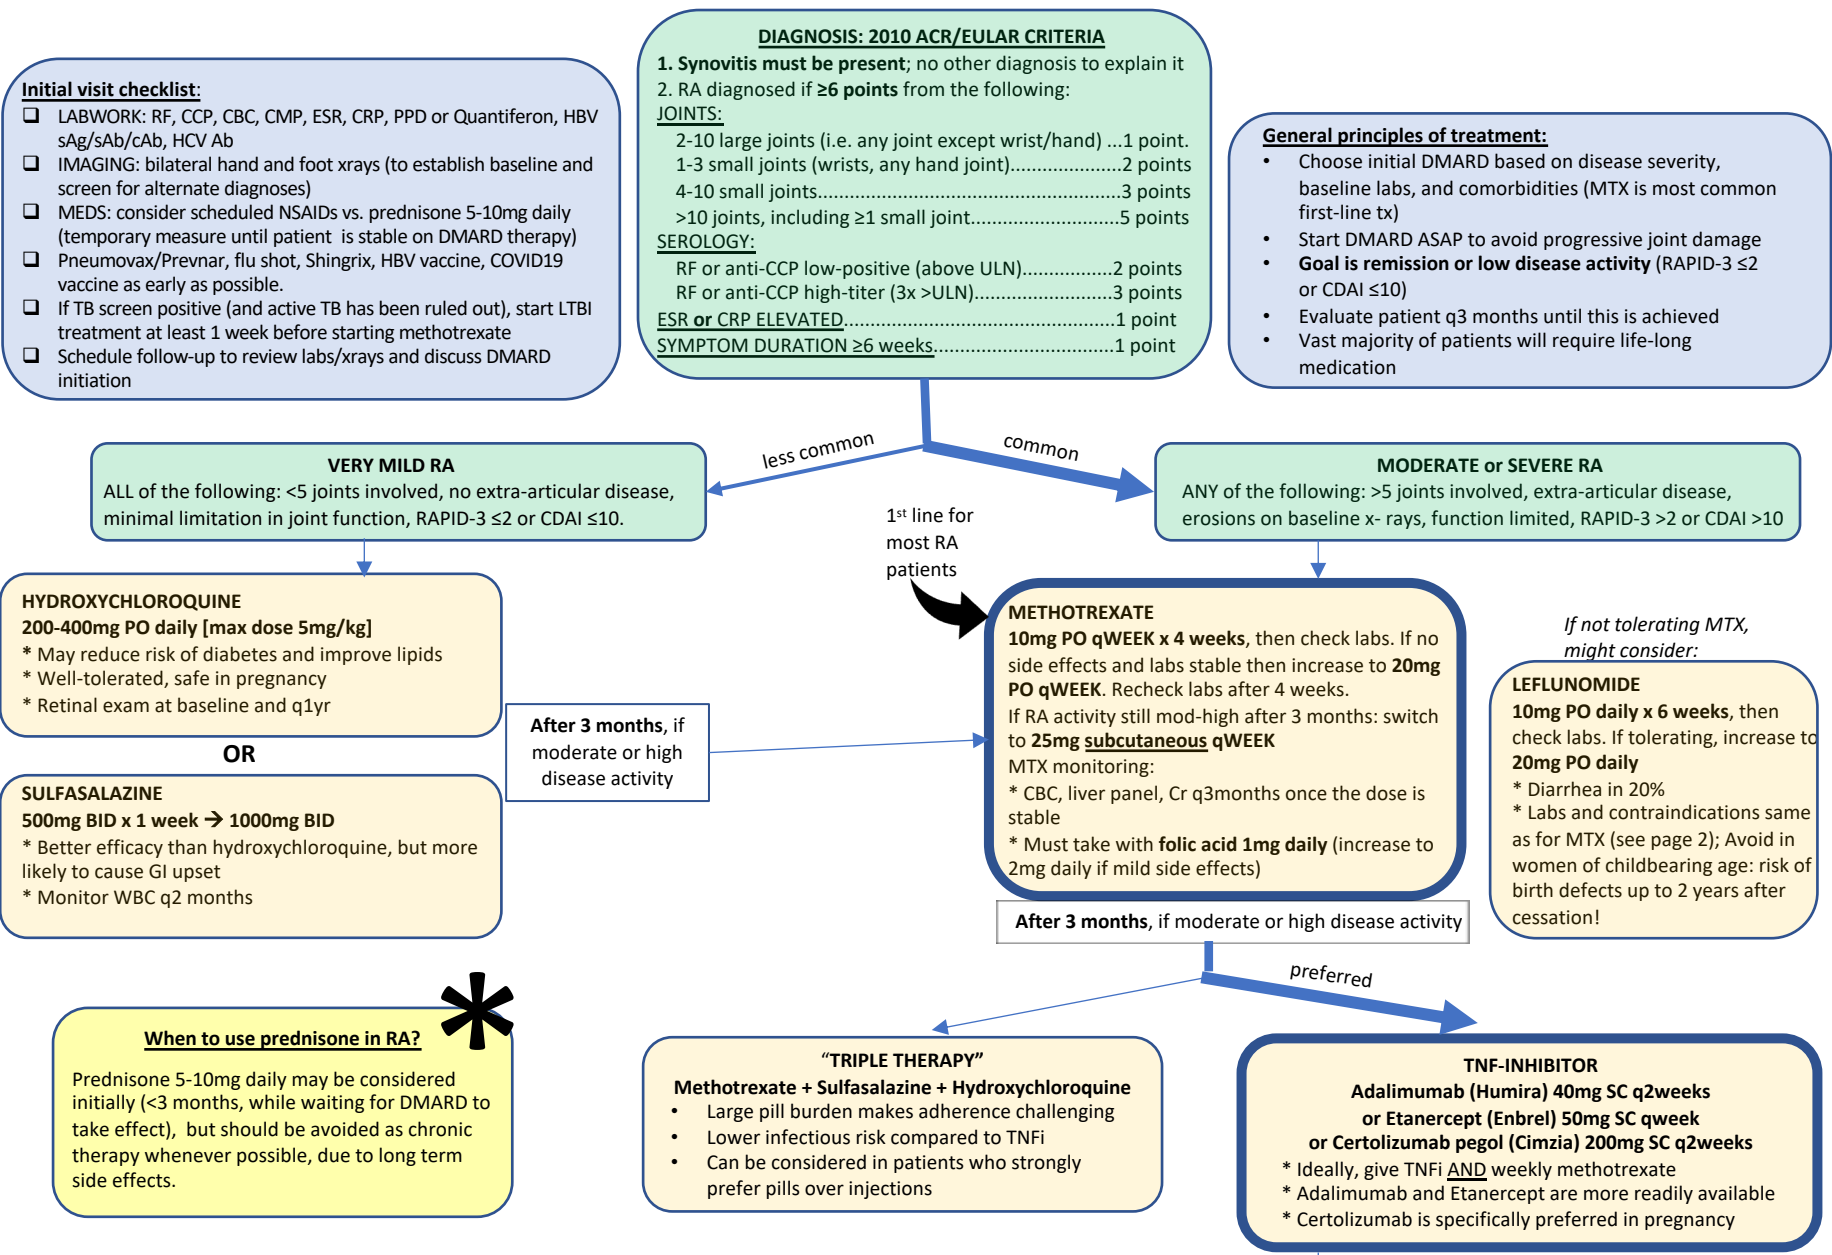 DIAGNOSIS: 2010 ACR/EULAR CRITERIA
1. Synovitis must be present; no other diagnosis to explain it
2. RA diagnosed if ≥6 points from the following:
JOINTS:
2-10 large joints (i.e. any joint except wrist/hand) ...1 point.
1-3 small joints (wrists, any hand joint)......................2 points
4-10 small joints.....................................................3 points
>10 joints, including ≥1 small joint..........................5 points
SEROLOGY:
RF or anti-CCP low-positive (above ULN)...............2 points
RF or anti-CCP high-titer (3x >ULN)......................3 points
ESR or CRP ELEVATED................................................1 point
SYMPTOM DURATION ≥6 weeks................................1 point
Initial visit checklist:
❑ LABWORK: RF, CCP, CBC, CMP, ESR, CRP, PPD or Quantiferon, HBV
sAg/sAb/cAb, HCV Ab
❑ IMAGING: bilateral hand and foot xrays (to establish baseline and
screen for alternate diagnoses)
❑ MEDS: consider scheduled NSAIDs vs. prednisone 5-10mg daily
(temporary measure until patient is stable on DMARD therapy)
❑ Pneumovax/Prevnar, flu shot, Shingrix, HBV vaccine, COVID19
vaccine as early as possible.
❑ If TB screen positive (and active TB has been ruled out), start LTBI
treatment at least 1 week before starting methotrexate
❑ Schedule follow-up to review labs/xrays and discuss DMARD
initiation
General principles of treatment:
• Choose initial DMARD based on disease severity,
baseline labs, and comorbidities (MTX is most common
first-line tx)
• Start DMARD ASAP to avoid progressive joint damage
• Goal is remission or low disease activity (RAPID-3 ≤2
or CDAI ≤10)
• Evaluate patient q3 months until this is achieved
• Vast majority of patients will require life-long
medication
less common
common
VERY MILD RA
ALL of the following: <5 joints involved, no extra-articular disease,
minimal limitation in joint function, RAPID-3 ≤2 or CDAI ≤10.
MODERATE or SEVERE RA
ANY of the following: >5 joints involved, extra-articular disease,
erosions on baseline x- rays, function limited, RAPID-3 >2 or CDAI >10
1st line for
most RA
patients
HYDROXYCHLOROQUINE
200-400mg PO daily [max dose 5mg/kg]
* May reduce risk of diabetes and improve lipids
* Well-tolerated, safe in pregnancy
* Retinal exam at baseline and q1yr
OR
SULFASALAZINE
500mg BID x 1 week → 1000mg BID
* Better efficacy than hydroxychloroquine, but more
likely to cause GI upset
* Monitor WBC q2 months
After 3 months, if
moderate or high
disease activity
METHOTREXATE
10mg PO qWEEK x 4 weeks, then check labs. If no
side effects and labs stable then increase to 20mg
PO qWEEK. Recheck labs after 4 weeks.
If RA activity still mod-high after 3 months: switch
to 25mg subcutaneous qWEEK
MTX monitoring:
* CBC, liver panel, Cr q3months once the dose is
stable
* Must take with folic acid 1mg daily (increase to
2mg daily if mild side effects)
If not tolerating MTX,
might consider:
LEFLUNOMIDE
10mg PO daily x 6 weeks, then
check labs. If tolerating, increase to
20mg PO daily
* Diarrhea in 20%
* Labs and contraindications same
as for MTX (see page 2); Avoid in
women of childbearing age: risk of
birth defects up to 2 years after
cessation!
After 3 months, if moderate or high disease activity
preferred
When to use prednisone in RA?
Prednisone 5-10mg daily may be considered
initially (<3 months, while waiting for DMARD to
take effect), but should be avoided as chronic
therapy whenever possible, due to long term
side effects.
"TRIPLE THERAPY"
Methotrexate + Sulfasalazine + Hydroxychloroquine
• Large pill burden makes adherence challenging
• Lower infectious risk compared to TNFi
• Can be considered in patients who strongly
prefer pills over injections
TNF-INHIBITOR
Adalimumab (Humira) 40mg SC q2weeks
or Etanercept (Enbrel) 50mg SC qweek
or Certolizumab pegol (Cimzia) 200mg SC q2weeks
* Ideally, give TNFi AND weekly methotrexate
* Adalimumab and Etanercept are more readily available
* Certolizumab is specifically preferred in pregnancy